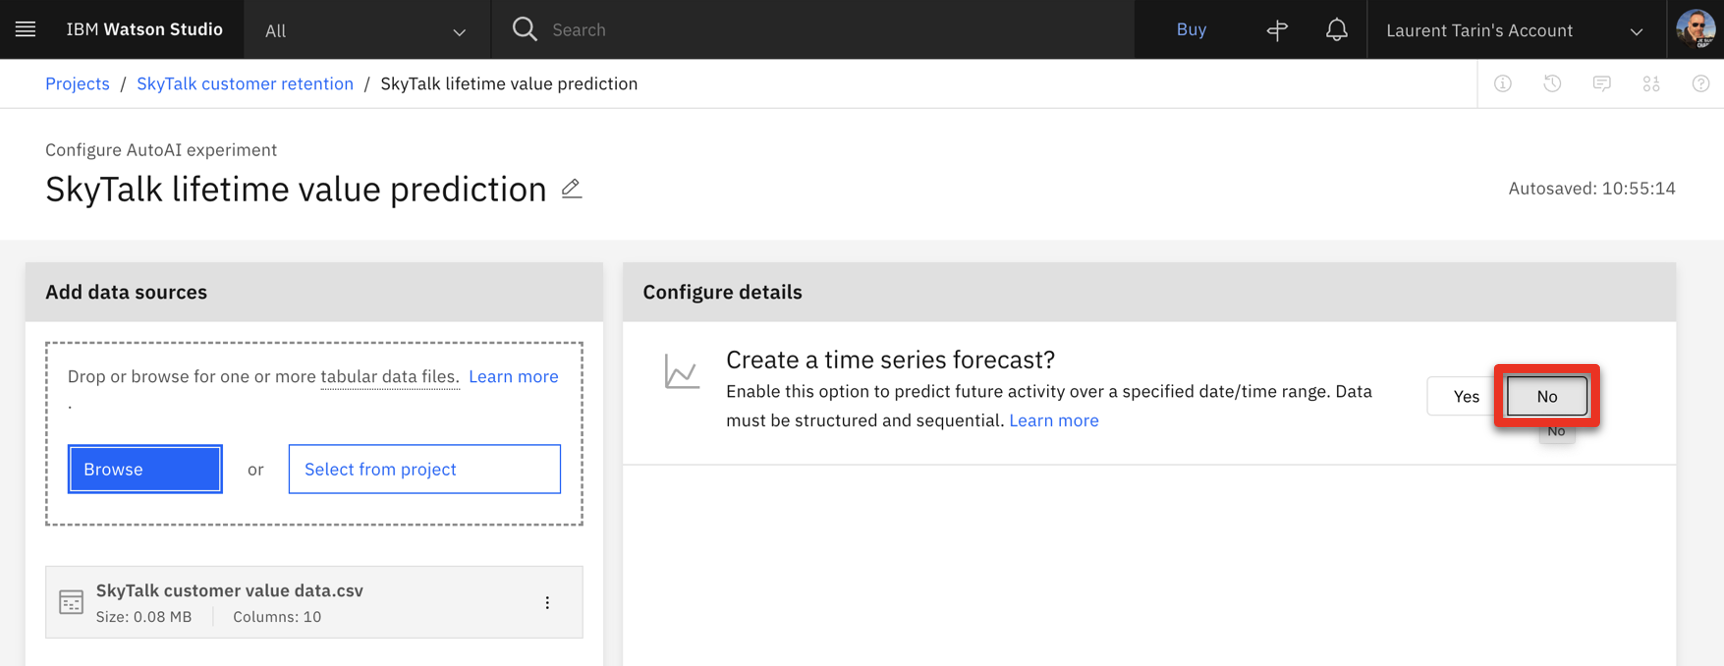 IBM Watson Studio
All
Search
Buy
Laurent Tarin's Account
Projects / SkyTalk customer retention / SkyTalk lifetime value prediction
Configure AutoAI experiment
SkyTalk lifetime value prediction
Autosaved: 10:55:14
Add data sources
Drop or browse for one or more tabular data files. Learn more
.
Browse
or
Select from project
SkyTalk customer value data.csv
Size: 0.08 MB
Columns: 10
Configure details
Create a time series forecast?
Enable this option to predict future activity over a specified date/time range. Data
must be structured and sequential. Learn more
Yes
No
No